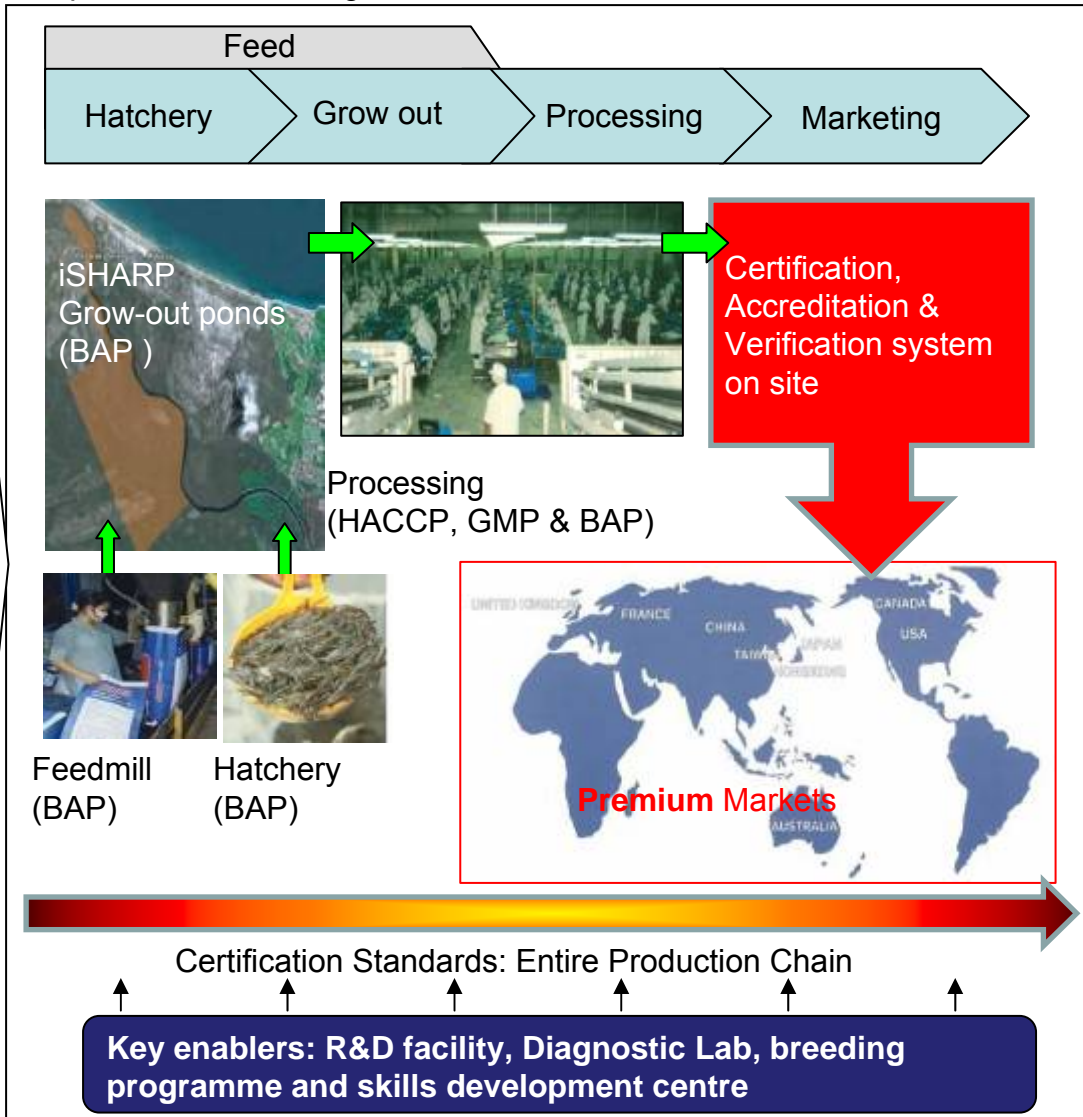 Feed
Hatchery
Grow out
Processing
Marketing
iSHARP
Grow-out ponds
(BAP )
Certification,
Accreditation &
Verification system
on site
Processing
(HACCP, GMP & BAP)
Feedmill
(BAP)
Hatchery
(BAP)
UNITED KINGDOM
FRANCE
CHINA
TAIWAN
JAPAN
HONGKONG
CANADA
USA
AUSTRALIA
Premium Markets
Certification Standards: Entire Production Chain
Key enablers: R&D facility, Diagnostic Lab, breeding
programme and skills development centre